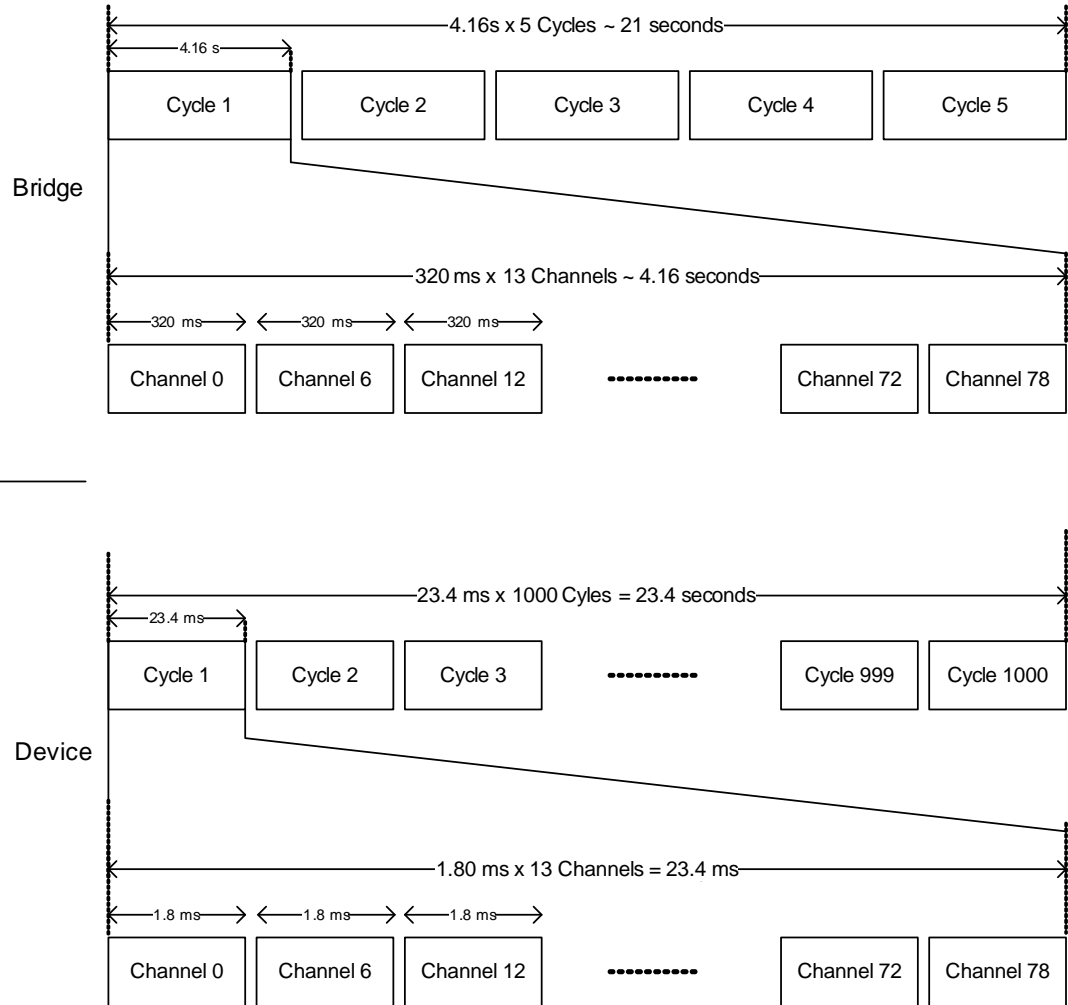 4.16s x 5 Cycles ~ 21 seconds
4.16 s
Cycle 1 Cycle 2 Cycle 3 Cycle 4 Cycle 5
Bridge
320 ms x 13 Channels ~ 4.16 seconds
320 ms 320 ms 320 ms
Channel 0 Channel 6 Channel 12 Channel 72 Channel 78
23.4 ms x 1000 Cyles = 23.4 seconds
23.4 ms
Cycle 1 Cycle 2 Cycle 3 Cycle 999 Cycle 1000
Device
1.80 ms x 13 Channels = 23.4 ms
1.8 ms 1.8 ms 1.8 ms
Channel 0 Channel 6 Channel 12 Channel 72 Channel 78